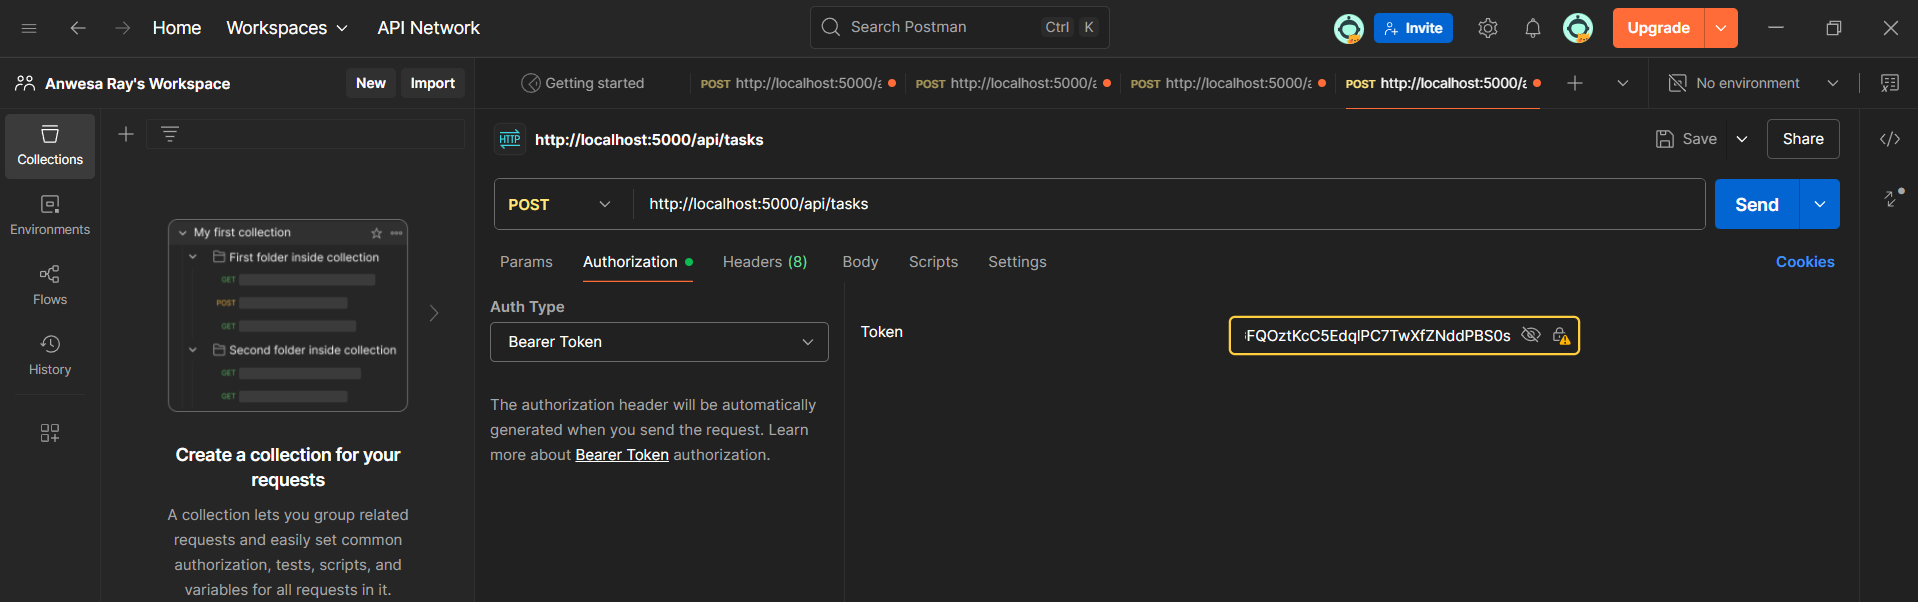 Home Workspaces API Network Search Postman Ctrl K Invite Upgrade
Anwesa Ray's Workspace New Import Getting started POST http://localhost:5000/a POST http://localhost:5000/a POST http://localhost:5000/a POST http://localhost:5000/a No environment
Collections
Environments
Flows
History
My first collection
First folder inside collection
GET
POST
GET
Second folder inside collection
GET
GET
Create a collection for your
requests
A collection lets you group related
requests and easily set common
authorization, tests, scripts, and
variables for all requests in it.
HTTP http://localhost:5000/api/tasks Save Share
POST http://localhost:5000/api/tasks Send
Params Authorization Headers (8) Body Scripts Settings Cookies
Auth Type
Bearer Token
The authorization header will be automatically
generated when you send the request. Learn
more about Bearer Token authorization.
Token FQOztKcC5EdqlPC7TwXfZNddPBS0s